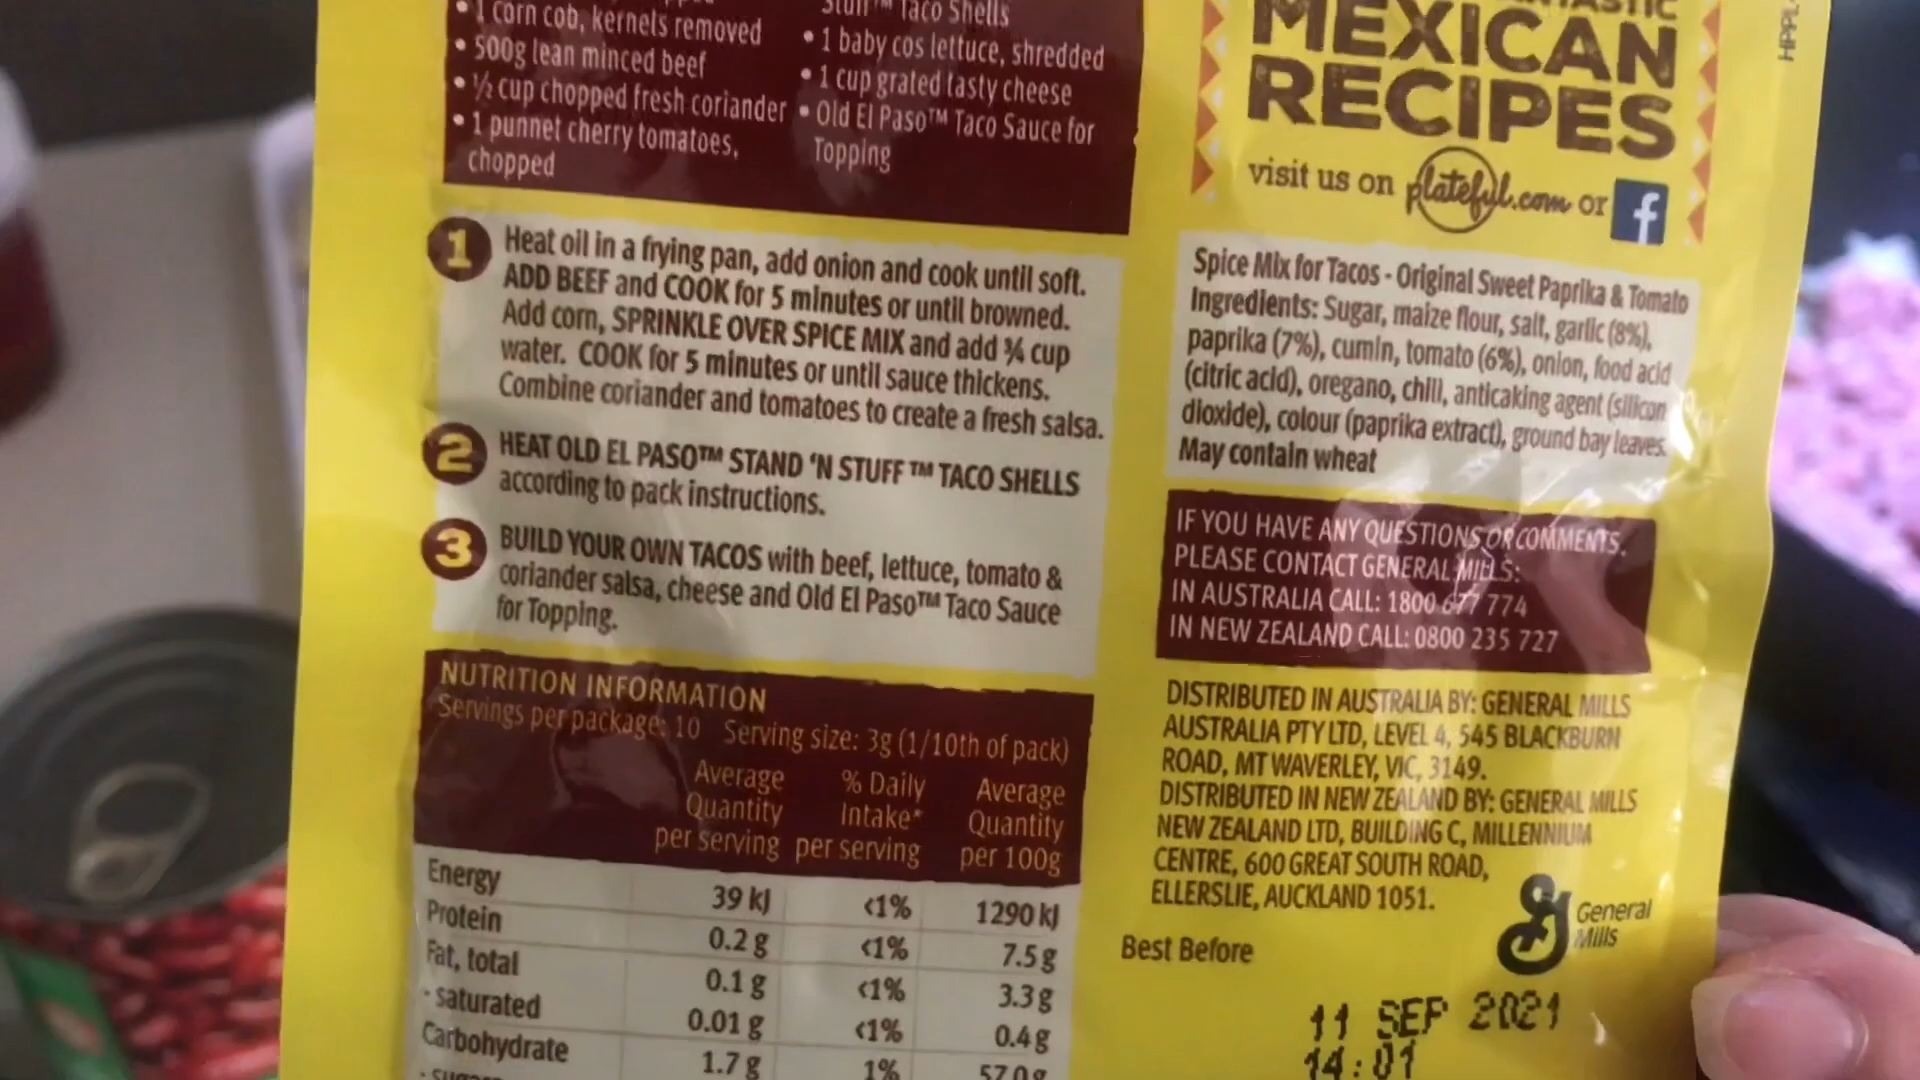 • 1 corn cob, kernels removed
• 500g lean minced beef
• ½ cup chopped fresh coriander
• 1 punnet cherry tomatoes,
chopped
Stuff™ Taco Shells
• 1 baby cos lettuce, shredded
• 1 cup grated tasty cheese
• Old El Paso™ Taco Sauce for
Topping
1 Heat oil in a frying pan, add onion and cook until soft.
ADD BEEF and COOK for 5 minutes or until browned.
Add corn, SPRINKLE OVER SPICE MIX and add ¾ cup
water. COOK for 5 minutes or until sauce thickens.
Combine coriander and tomatoes to create a fresh salsa.
2 HEAT OLD EL PASO™ STAND 'N STUFF™ TACO SHELLS
according to pack instructions.
3 BUILD YOUR OWN TACOS with beef, lettuce, tomato &
coriander salsa, cheese and Old El Paso™ Taco Sauce
for Topping.
NUTRITION INFORMATION
Servings per package: 10 Serving size: 3g (1/10th of pack)
Average Quantity per serving
% Daily Intake* per serving
Average Quantity per 100g
Energy 39 kJ <1% 1290 kJ
Protein 0.2 g <1% 7.5 g
Fat, total 0.1 g <1% 3.3 g
- saturated 0.01 g <1% 0.4 g
Carbohydrate 1.7 g 1% 57.0 g
MEXICAN
RECIPES
visit us on plateful.com or f
Spice Mix for Tacos - Original Sweet Paprika & Tomato
Ingredients: Sugar, maize flour, salt, garlic (8%),
paprika (7%), cumin, tomato (6%), onion, food acid
(citric acid), oregano, chili, anticaking agent (silicon
dioxide), colour (paprika extract), ground bay leaves.
May contain wheat
IF YOU HAVE ANY QUESTIONS OR COMMENTS,
PLEASE CONTACT GENERAL MILLS:
IN AUSTRALIA CALL: 1800 677 774
IN NEW ZEALAND CALL: 0800 235 727
DISTRIBUTED IN AUSTRALIA BY: GENERAL MILLS
AUSTRALIA PTY LTD, LEVEL 4, 545 BLACKBURN
ROAD, MT WAVERLEY, VIC, 3149.
DISTRIBUTED IN NEW ZEALAND BY: GENERAL MILLS
NEW ZEALAND LTD, BUILDING C, MILLENNIUM
CENTRE, 600 GREAT SOUTH ROAD,
ELLERSLIE, AUCKLAND 1051.
General
Mills
Best Before
11 SEP 2021
14:01